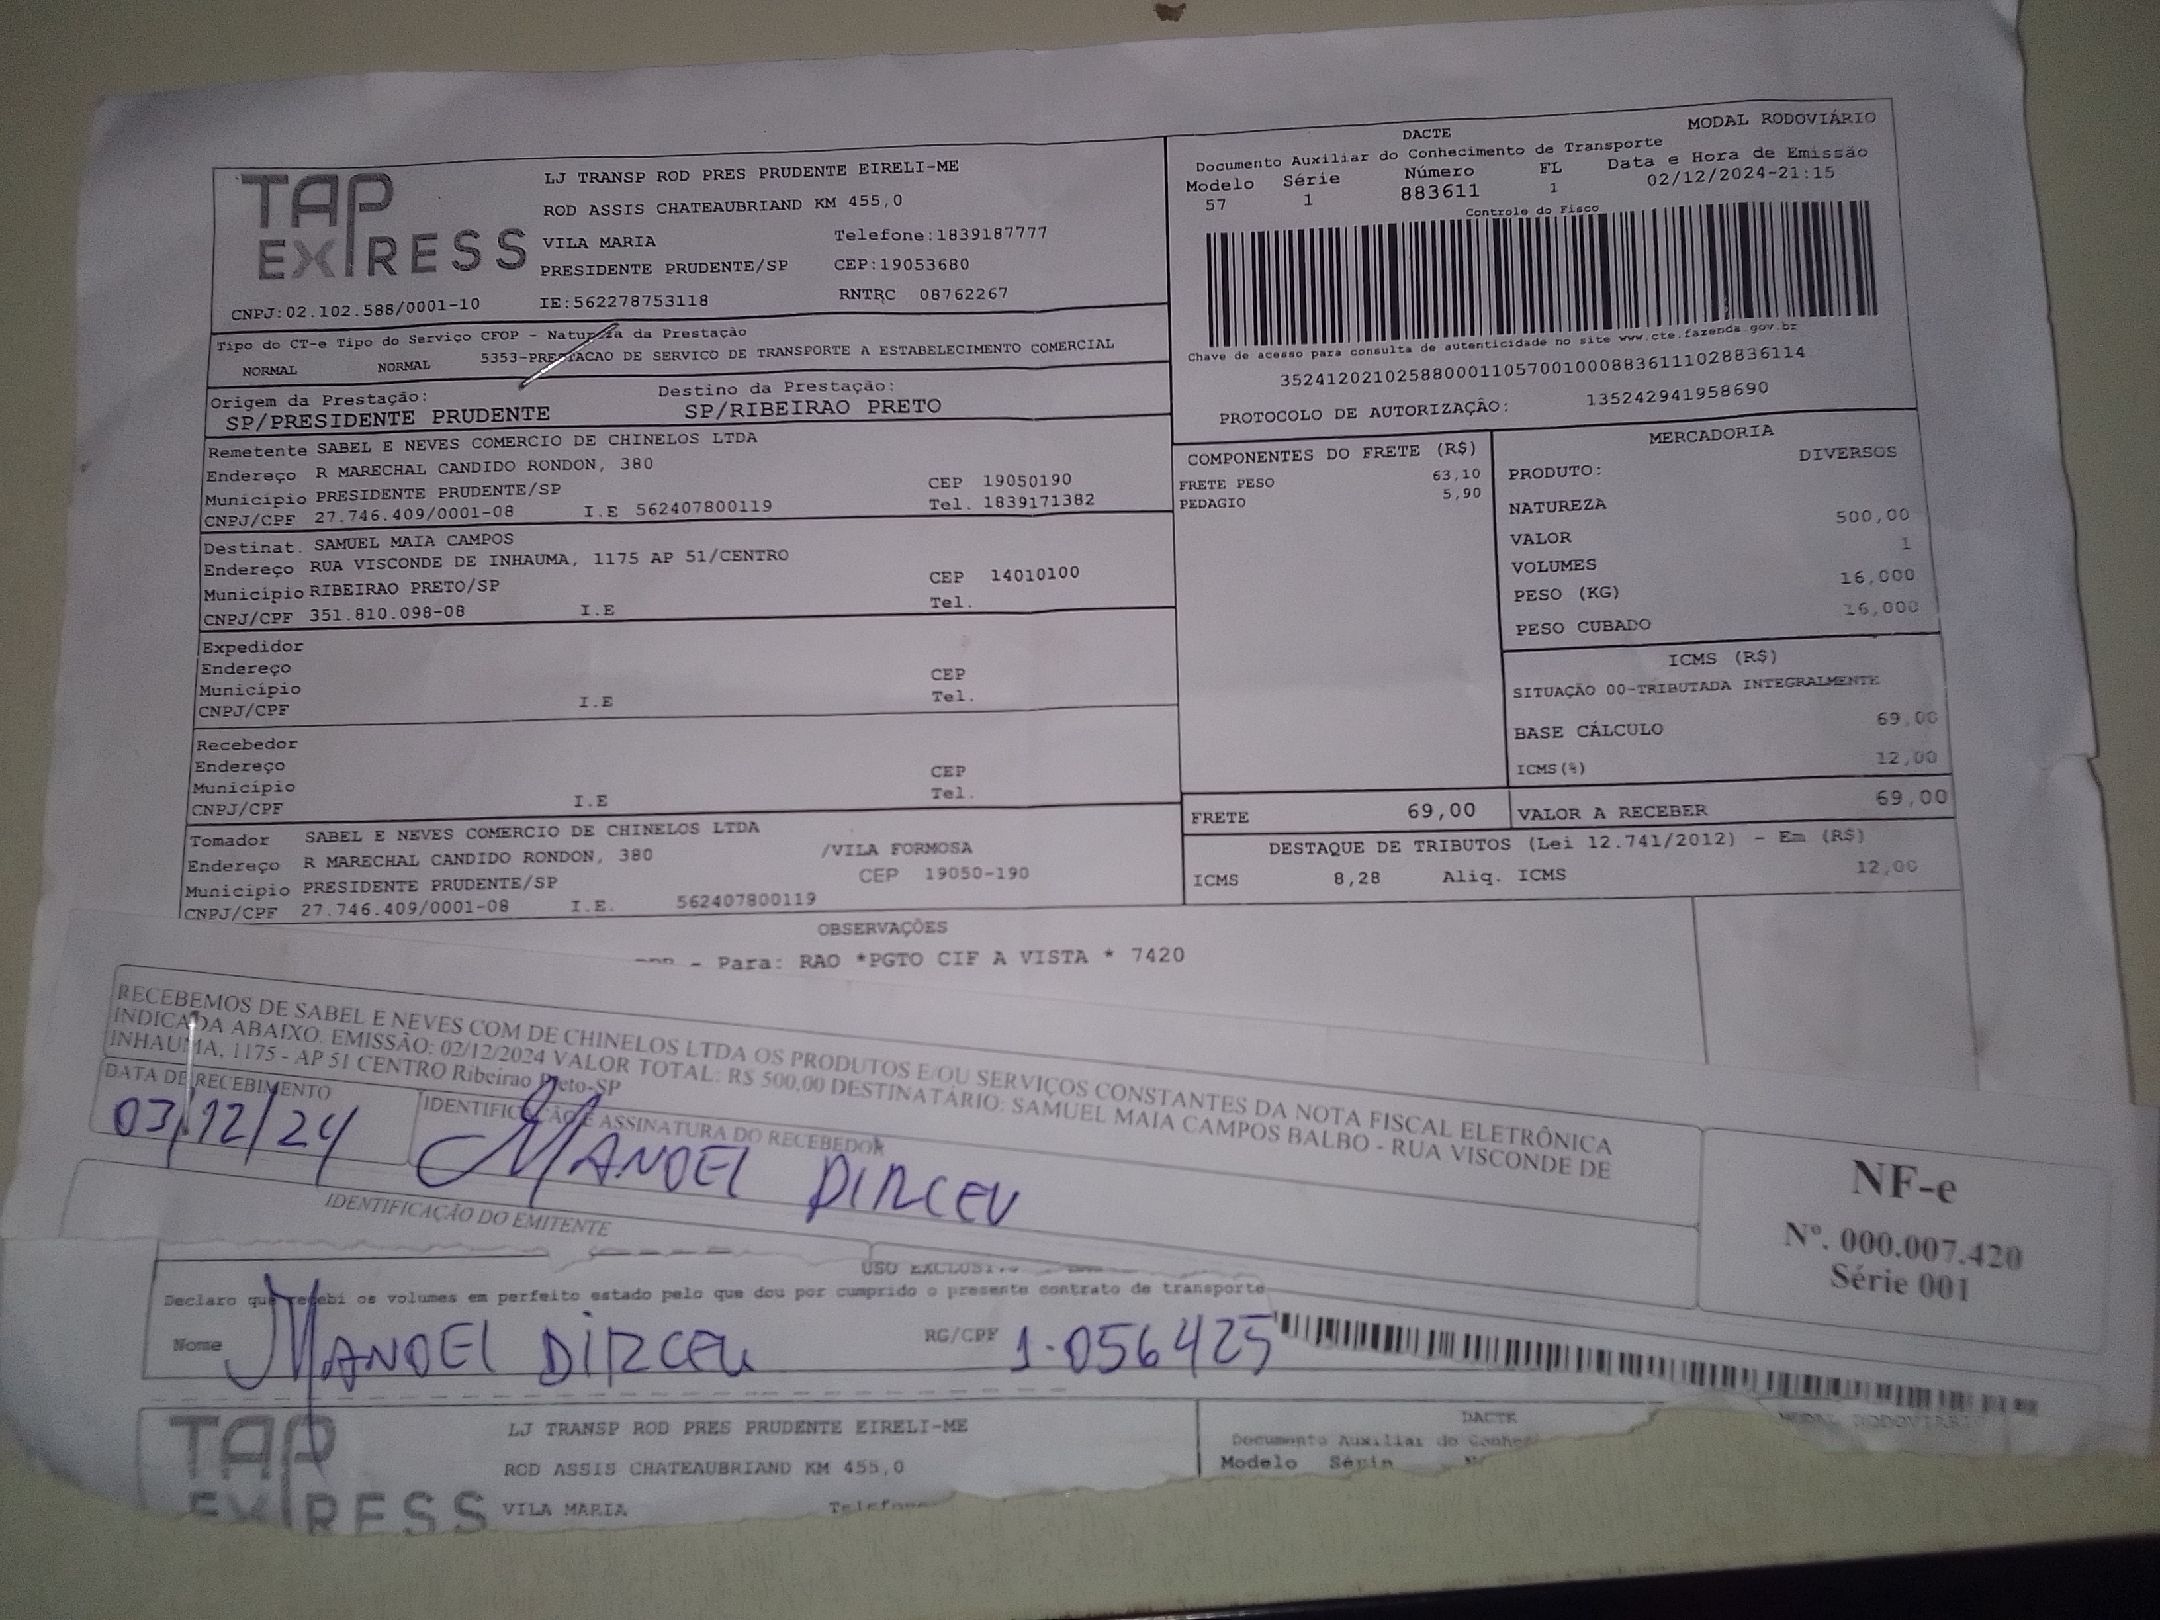 TAP EXPRESS
LJ TRANSP ROD PRES PRUDENTE EIRELI-ME
ROD ASSIS CHATEAUBRIAND KM 455,0
VILA MARIA Telefone:1839187777
PRESIDENTE PRUDENTE/SP CEP:19053680
CNPJ:02.102.588/0001-10 IE:562278753118 RNTRC 08762267
DACTE MODAL RODOVIÁRIO
Documento Auxiliar do Conhecimento de Transporte
Modelo Série Número FL Data e Hora de Emissão
57 1 883611 1 02/12/2024-21:15
Controle do Fisco
Chave de acesso para consulta de autenticidade no site www.cte.fazenda.gov.br
35241202102588000110570010008836111028836114
PROTOCOLO DE AUTORIZAÇÃO: 135242941958690
Tipo do CT-e Tipo do Serviço CFOP - Natureza da Prestação
NORMAL NORMAL 5353-PRESTACAO DE SERVICO DE TRANSPORTE A ESTABELECIMENTO COMERCIAL
Origem da Prestação: Destino da Prestação:
SP/PRESIDENTE PRUDENTE SP/RIBEIRAO PRETO
Remetente SABEL E NEVES COMERCIO DE CHINELOS LTDA
Endereço R MARECHAL CANDIDO RONDON, 380
Município PRESIDENTE PRUDENTE/SP CEP 19050190
CNPJ/CPF 27.746.409/0001-08 I.E 562407800119 Tel. 1839171382
Destinat. SAMUEL MAIA CAMPOS
Endereço RUA VISCONDE DE INHAUMA, 1175 AP 51/CENTRO
Município RIBEIRAO PRETO/SP CEP 14010100
CNPJ/CPF 351.810.098-08 I.E Tel.
Expedidor
Endereço
Município CEP
CNPJ/CPF I.E Tel.
Recebedor
Endereço
Município CEP
CNPJ/CPF I.E Tel.
Tomador SABEL E NEVES COMERCIO DE CHINELOS LTDA
Endereço R MARECHAL CANDIDO RONDON, 380 /VILA FORMOSA
Município PRESIDENTE PRUDENTE/SP CEP 19050-190
CNPJ/CPF 27.746.409/0001-08 I.E. 562407800119
COMPONENTES DO FRETE (R$)
FRETE PESO 63,10
PEDAGIO 5,90
MERCADORIA
PRODUTO: DIVERSOS
NATUREZA
VALOR 500,00
VOLUMES 1
PESO (KG) 16,000
PESO CUBADO 16,000
ICMS (R$)
SITUAÇÃO 00-TRIBUTADA INTEGRALMENTE
BASE CÁLCULO 69,00
ICMS(%) 12,00
FRETE 69,00 VALOR A RECEBER 69,00
DESTAQUE DE TRIBUTOS (Lei 12.741/2012) - Em (R$)
ICMS 8,28 Aliq. ICMS 12,00
OBSERVAÇÕES
- Para: RAO *PGTO CIF A VISTA * 7420
RECEBEMOS DE SABEL E NEVES COM DE CHINELOS LTDA OS PRODUTOS E/OU SERVIÇOS CONSTANTES DA NOTA FISCAL ELETRÔNICA
INDICADA ABAIXO. EMISSÃO: 02/12/2024 VALOR TOTAL: R$ 500,00 DESTINATÁRIO: SAMUEL MAIA CAMPOS BALBO - RUA VISCONDE DE
INHAUMA, 1175 - AP 51 CENTRO Ribeirao Preto-SP
DATA DE RECEBIMENTO IDENTIFICAÇÃO E ASSINATURA DO RECEBEDOR
03/12/24 MANOEL DIRCEU
NF-e
Nº. 000.007.420
Série 001
IDENTIFICAÇÃO DO EMITENTE
USO
Declaro que recebi os volumes em perfeito estado pelo que dou por cumprido o presente contrato de transporte
Nome MANOEL DIRCEU RG/CPF 1.056425
TAP EXPRESS
LJ TRANSP ROD PRES PRUDENTE EIRELI-ME
ROD ASSIS CHATEAUBRIAND KM 455,0
VILA MARIA
DACTE MODAL RODOVIÁRIO
Documento Auxiliar do
Modelo Série